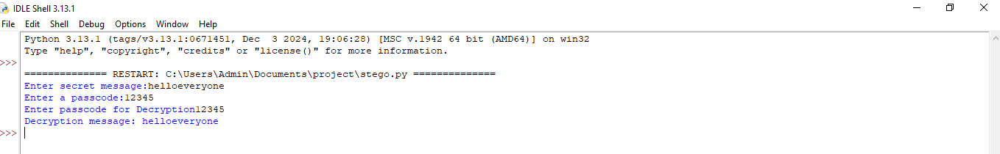 IDLE Shell 3.13.1
File Edit Shell Debug Options Window Help
Python 3.13.1 (tags/v3.13.1:0671451, Dec  3 2024, 19:06:28) [MSC v.1942 64 bit (AMD64)] on win32
Type "help", "copyright", "credits" or "license()" for more information.
>>>
============== RESTART: C:\Users\Admin\Documents\project\stego.py ==============
Enter secret message:helloeveryone
Enter a passcode:12345
Enter passcode for Decryption12345
Decryption message: helloeveryone
>>>